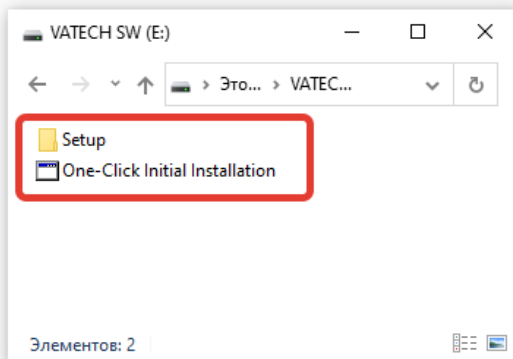 VATECH SW (E:)
Это... VATEC...
Setup
One-Click Initial Installation
Элементов: 2